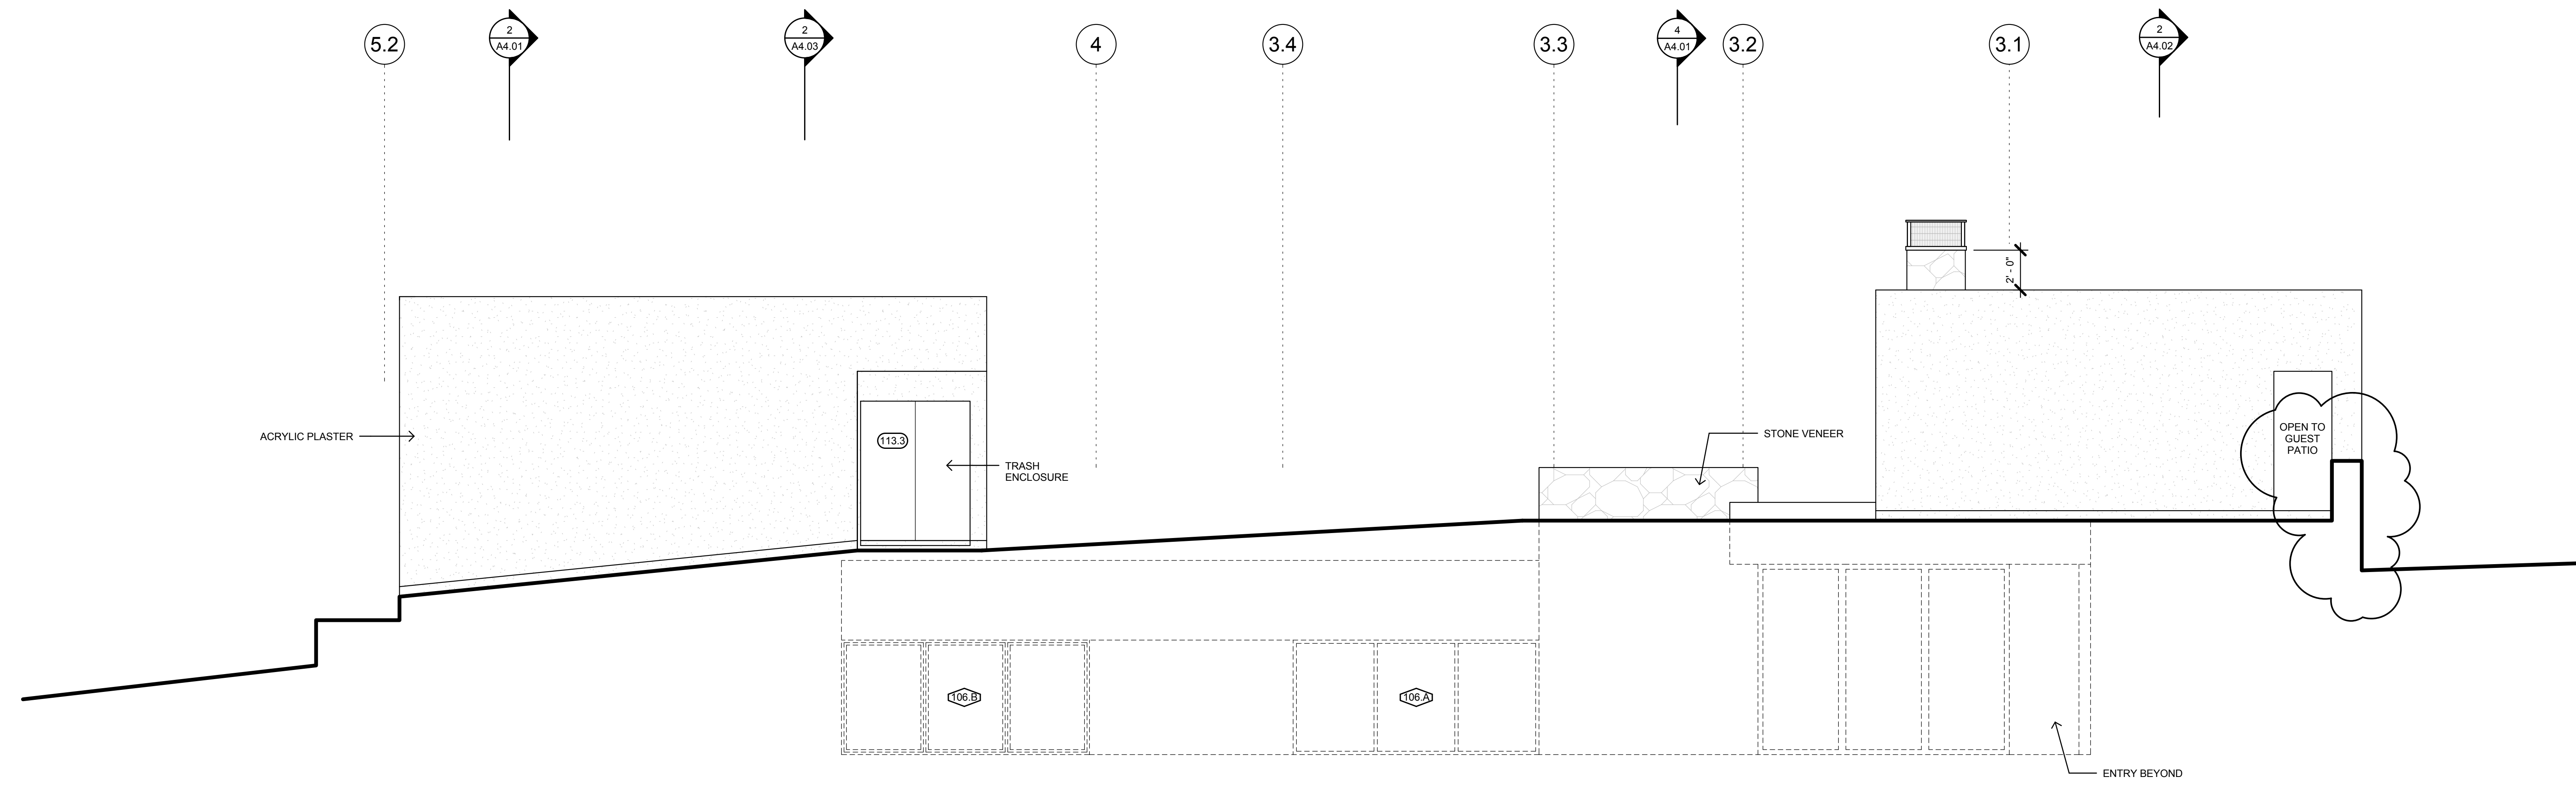 5.2
2
A4.01
2
A4.03
4
3.4
3.3
4
A4.01
3.2
3.1
2
A4.02
2' - 0"
ACRYLIC PLASTER
113.3
TRASH
ENCLOSURE
STONE VENEER
OPEN TO
GUEST
PATIO
106.B
106.A
ENTRY BEYOND